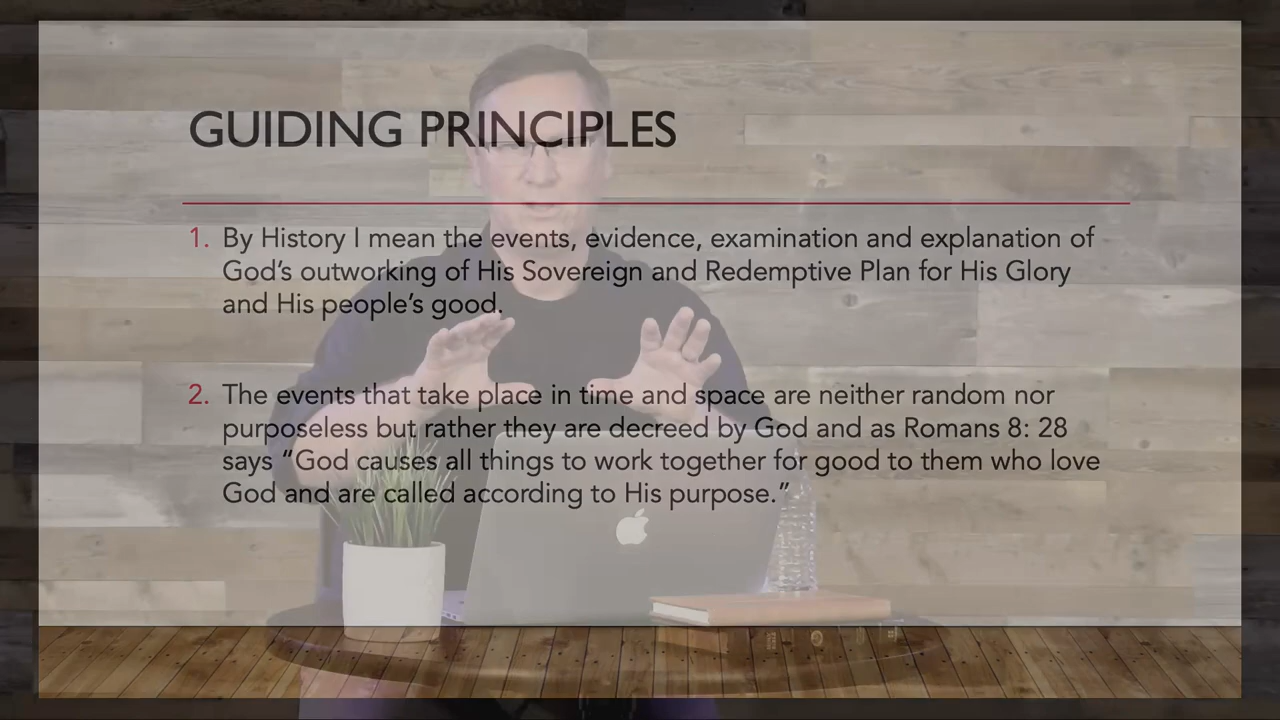 GUIDING PRINCIPLES
1. By History I mean the events, evidence, examination and explanation of
God's outworking of His Sovereign and Redemptive Plan for His Glory
and His people's good.
2. The events that take place in time and space are neither random nor
purposeless but rather they are decreed by God and as Romans 8: 28
says “God causes all things to work together for good to them who love
God and are called according to His purpose.”